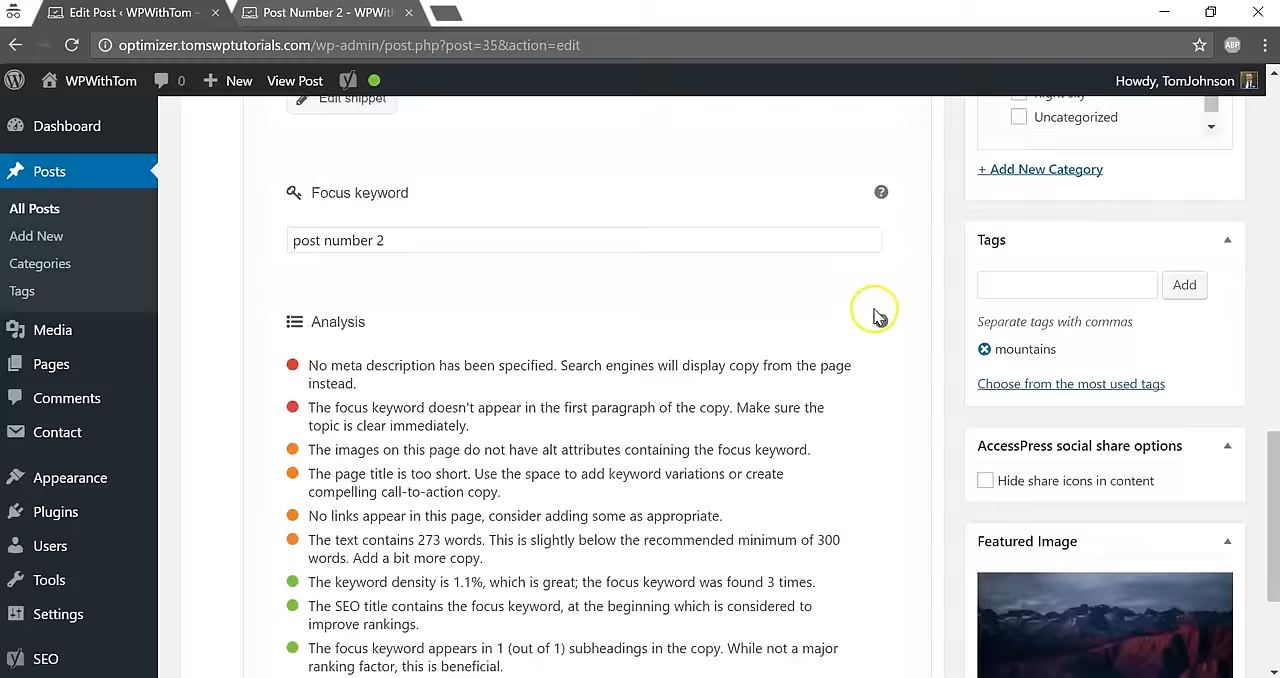 Edit Post ‹ WPWithTom —
Post Number 2 - WPWith
optimizer.tomswptutorials.com/wp-admin/post.php?post=35&action=edit
ABP
WPWithTom 0 New View Post
Howdy, TomJohnson
Dashboard
Posts
All Posts
Add New
Categories
Tags
Media
Pages
Comments
Contact
Appearance
Plugins
Users
Tools
Settings
SEO
Edit snippet
Focus keyword
post number 2
Analysis
No meta description has been specified. Search engines will display copy from the page
instead.
The focus keyword doesn't appear in the first paragraph of the copy. Make sure the
topic is clear immediately.
The images on this page do not have alt attributes containing the focus keyword.
The page title is too short. Use the space to add keyword variations or create
compelling call-to-action copy.
No links appear in this page, consider adding some as appropriate.
The text contains 273 words. This is slightly below the recommended minimum of 300
words. Add a bit more copy.
The keyword density is 1.1%, which is great; the focus keyword was found 3 times.
The SEO title contains the focus keyword, at the beginning which is considered to
improve rankings.
The focus keyword appears in 1 (out of 1) subheadings in the copy. While not a major
ranking factor, this is beneficial.
Uncategorized
+ Add New Category
Tags
Add
Separate tags with commas
mountains
Choose from the most used tags
AccessPress social share options
Hide share icons in content
Featured Image